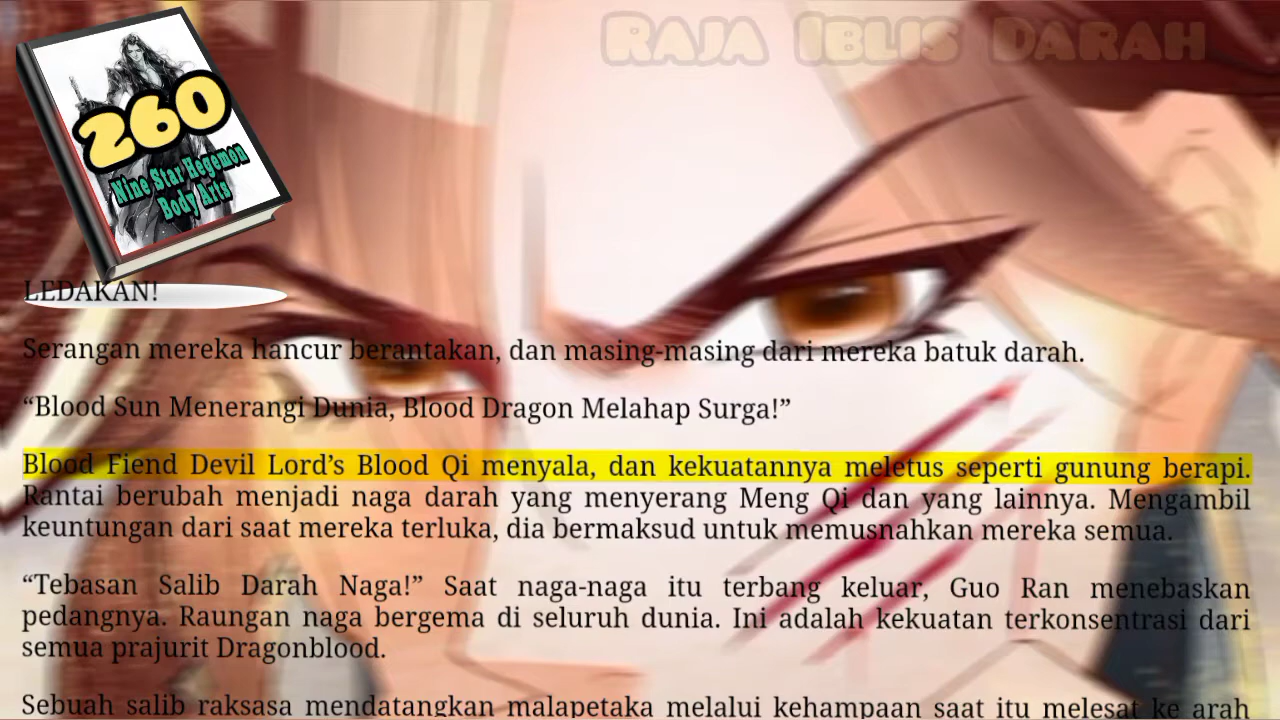 Raja Iblis Darah
260
Nine Star Hegemon
Body Arts
LEDAKAN!
Serangan mereka hancur berantakan, dan masing-masing dari mereka batuk darah.
“Blood Sun Menerangi Dunia, Blood Dragon Melahap Surga!”
Blood Fiend Devil Lord’s Blood Qi menyala, dan kekuatannya meletus seperti gunung berapi.
Rantai berubah menjadi naga darah yang menyerang Meng Qi dan yang lainnya. Mengambil
keuntungan dari saat mereka terluka, dia bermaksud untuk memusnahkan mereka semua.
“Tebasan Salib Darah Naga!” Saat naga-naga itu terbang keluar, Guo Ran menebaskan
pedangnya. Raungan naga bergema di seluruh dunia. Ini adalah kekuatan terkonsentrasi dari
semua prajurit Dragonblood.
Sebuah salib raksasa mendatangkan malapetaka melalui kehampaan saat itu melesat ke arah